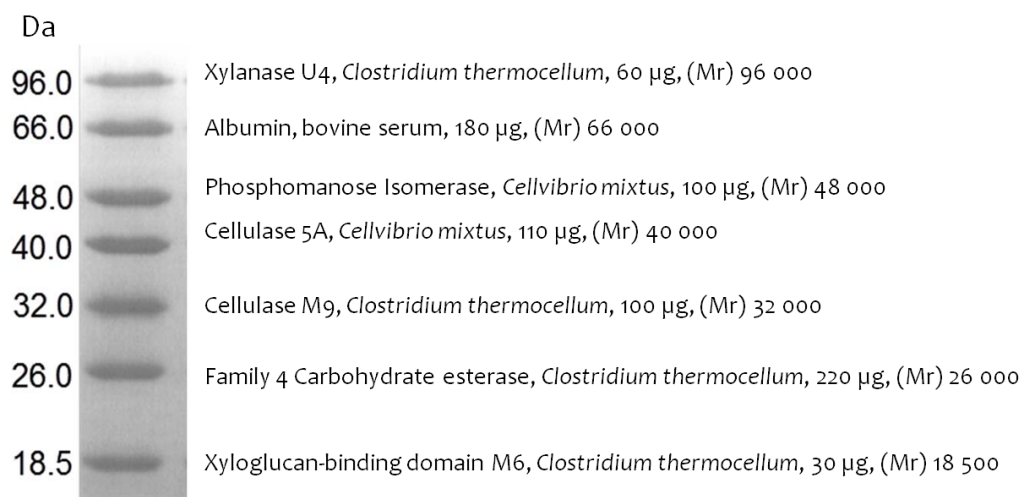 Da
96.0 Xylanase U4, Clostridium thermocellum, 60 µg, (Mr) 96 000
66.0 Albumin, bovine serum, 180 µg, (Mr) 66 000
48.0 Phosphomanose Isomerase, Cellvibrio mixtus, 100 µg, (Mr) 48 000
40.0 Cellulase 5A, Cellvibrio mixtus, 110 µg, (Mr) 40 000
32.0 Cellulase M9, Clostridium thermocellum, 100 µg, (Mr) 32 000
26.0 Family 4 Carbohydrate esterase, Clostridium thermocellum, 220 µg, (Mr) 26 000
18.5 Xyloglucan-binding domain M6, Clostridium thermocellum, 30 µg, (Mr) 18 500